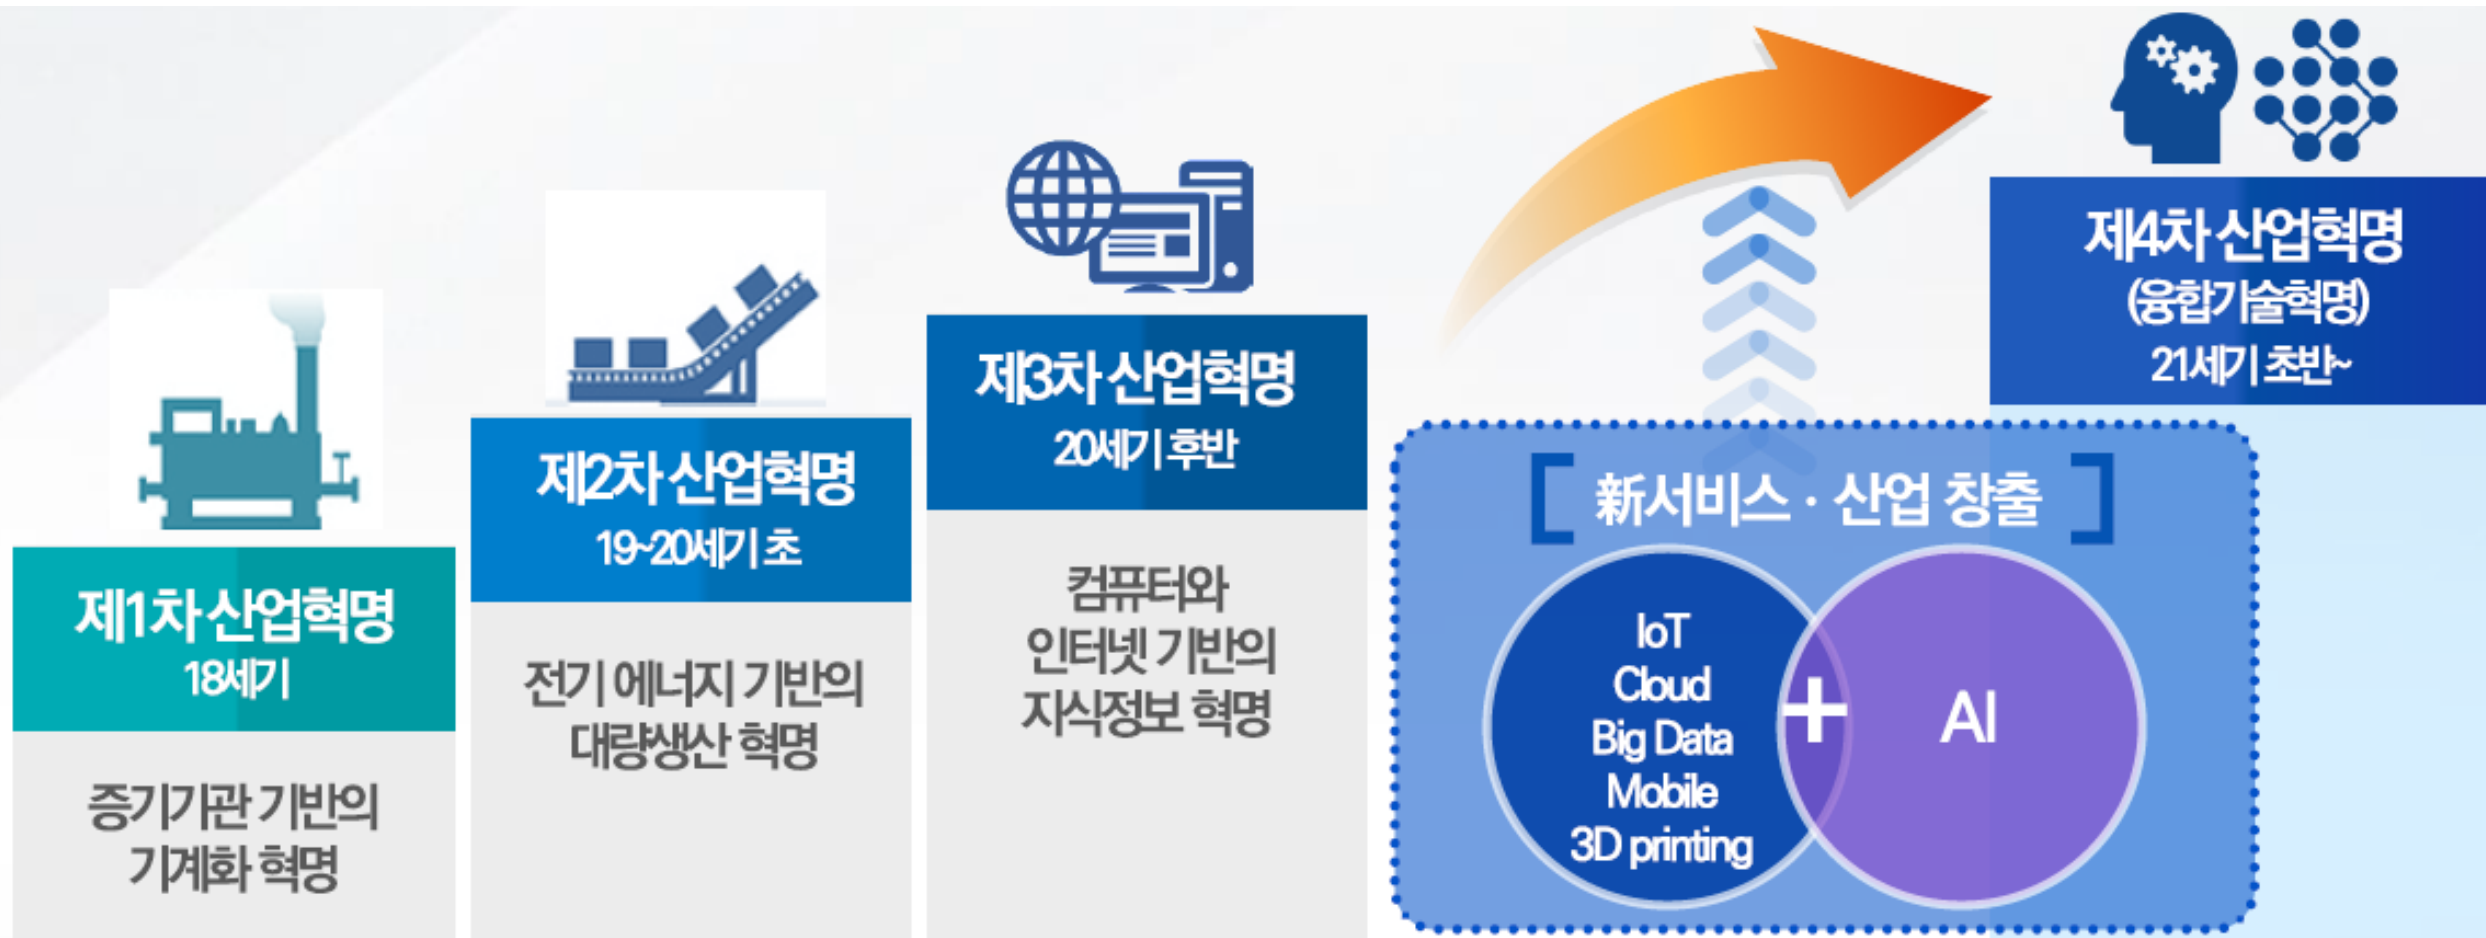 제1차 산업혁명
18세기
증기기관 기반의
기계화 혁명
제2차 산업혁명
19~20세기 초
전기 에너지 기반의
대량생산 혁명
제3차 산업혁명
20세기 후반
컴퓨터와
인터넷 기반의
지식정보 혁명
제4차 산업혁명
(융합기술혁명)
21세기 초반~
[ 新서비스 · 산업 창출 ]
IoT
Cloud
Big Data
Mobile
3D printing
+
AI